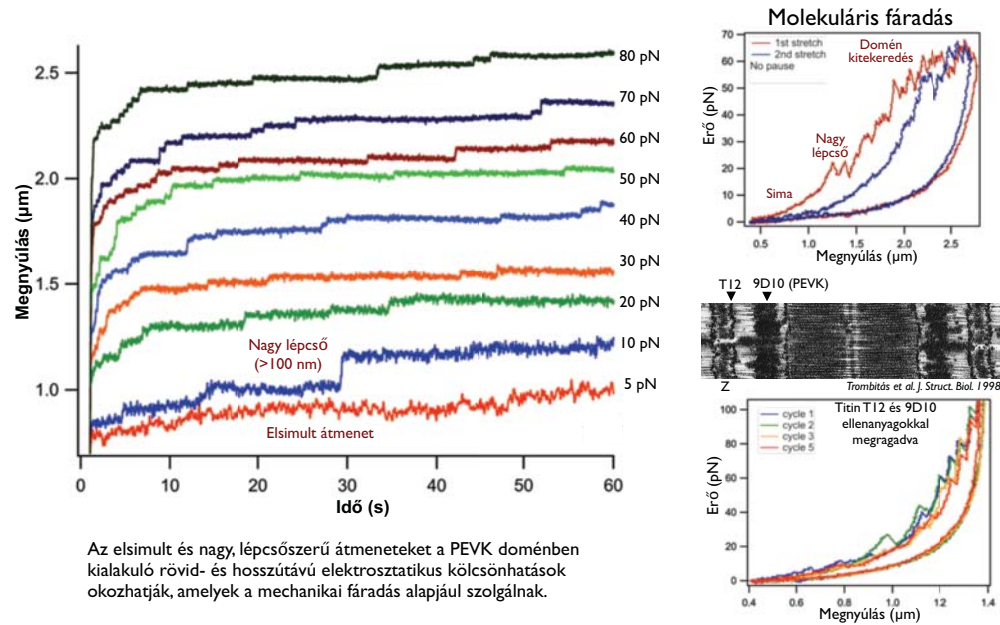 Megnyúlás (µm)
2.5
2.0
1.5
1.0
80 pN
70 pN
60 pN
50 pN
40 pN
30 pN
20 pN
10 pN
5 pN
Nagy lépcső
(>100 nm)
Elsimult átmenet
0
10
20
30
40
50
60
Idő (s)
Az elsimult és nagy, lépcsőszerű átmeneteket a PEVK doménben
kialakuló rövid- és hosszútávú elektrosztatikus kölcsönhatások
okozhatják, amelyek a mechanikai fáradás alapjául szolgálnak.
Molekuláris fáradás
Erő (pN)
70
60
50
40
30
20
10
0
1st stretch
2nd stretch
No pause
Domén
kitekeredés
Nagy
lépcső
Sima
0.5
1.0
1.5
2.0
2.5
Megnyúlás (µm)
T12 9D10 (PEVK)
Z
Trombitás et al. J. Struct. Biol. 1998
Erő (pN)
100
80
60
40
20
0
cycle 1
cycle 2
cycle 3
cycle 5
Titin T12 és 9D10
ellenanyagokkal
megragadva
0.4
0.6
0.8
1.0
1.2
1.4
Megnyúlás (µm)